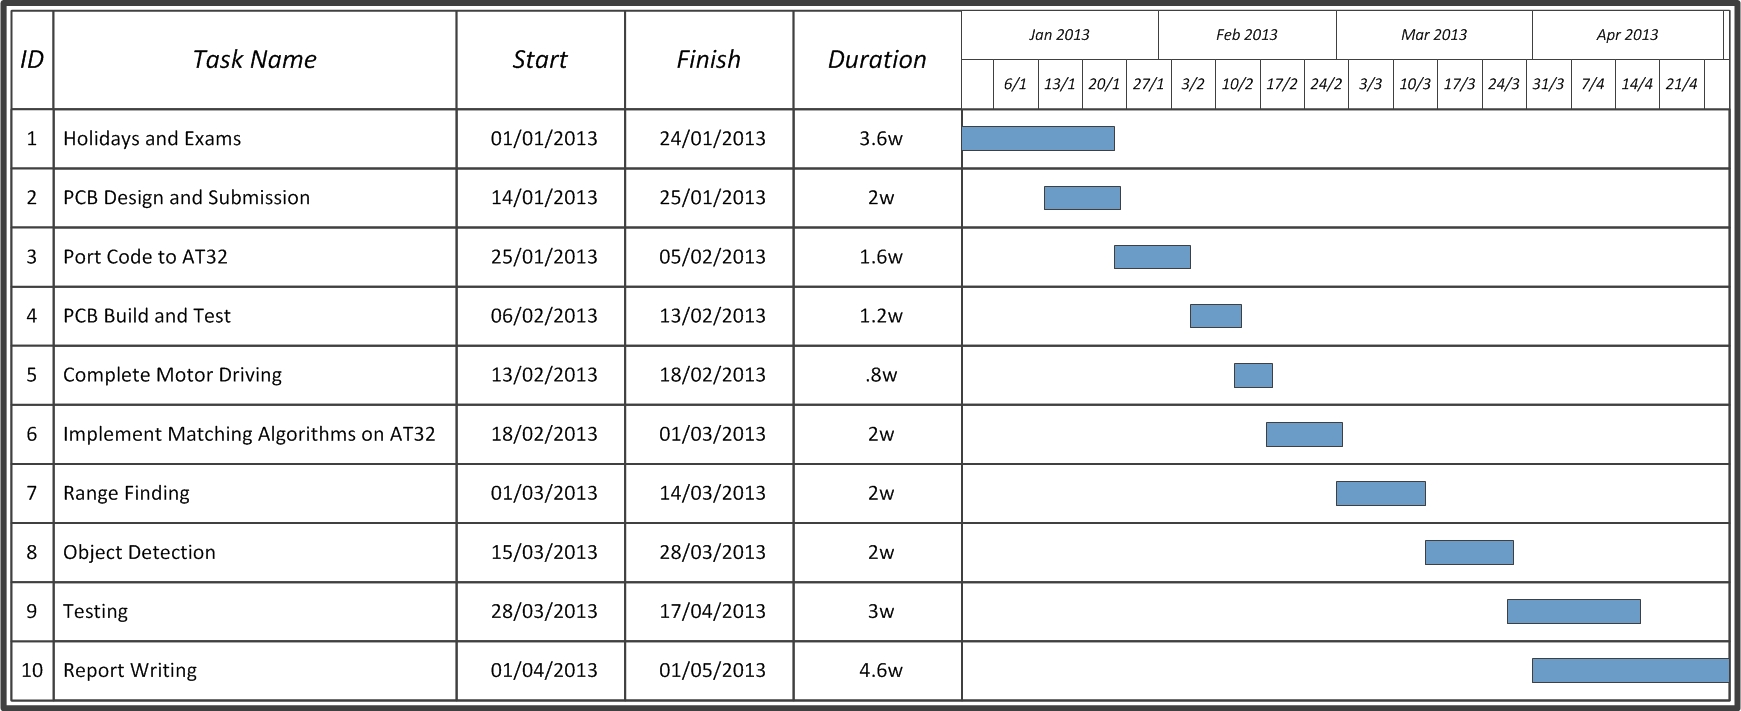 ID Task Name Start Finish Duration Jan 2013 Feb 2013 Mar 2013 Apr 2013
6/1 13/1 20/1 27/1 3/2 10/2 17/2 24/2 3/3 10/3 17/3 24/3 31/3 7/4 14/4 21/4
1 Holidays and Exams 01/01/2013 24/01/2013 3.6w
2 PCB Design and Submission 14/01/2013 25/01/2013 2w
3 Port Code to AT32 25/01/2013 05/02/2013 1.6w
4 PCB Build and Test 06/02/2013 13/02/2013 1.2w
5 Complete Motor Driving 13/02/2013 18/02/2013 .8w
6 Implement Matching Algorithms on AT32 18/02/2013 01/03/2013 2w
7 Range Finding 01/03/2013 14/03/2013 2w
8 Object Detection 15/03/2013 28/03/2013 2w
9 Testing 28/03/2013 17/04/2013 3w
10 Report Writing 01/04/2013 01/05/2013 4.6w